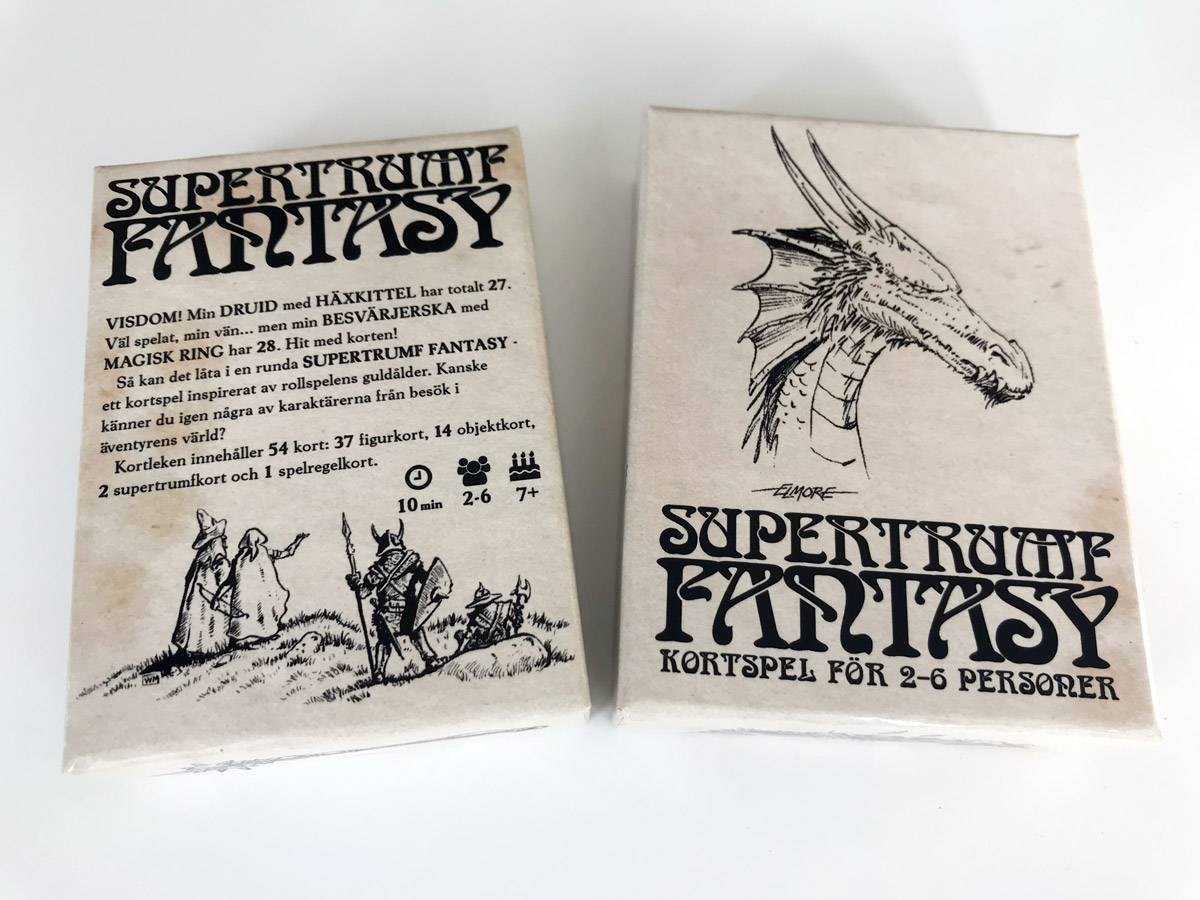 SUPERTRUMF
FANTASY
VISDOM! Min DRUID med HÄXKITTEL har totalt 27.
Väl spelat, min vän... men min BESVÄRJERSKA med
MAGISK RING har 28. Hit med korten!
Så kan det låta i en runda SUPERTRUMF FANTASY -
ett kortspel inspirerat av rollspelens guldålder. Kanske
känner du igen några av karaktärerna från besök i
äventyrens värld?
Kortleken innehåller 54 kort: 37 figurkort, 14 objektkort,
2 supertrumfkort och 1 spelregelkort.
10 min 2-6 7+
WM
ELMORE
SUPERTRUMF
FANTASY
KORTSPEL FÖR 2-6 PERSONER